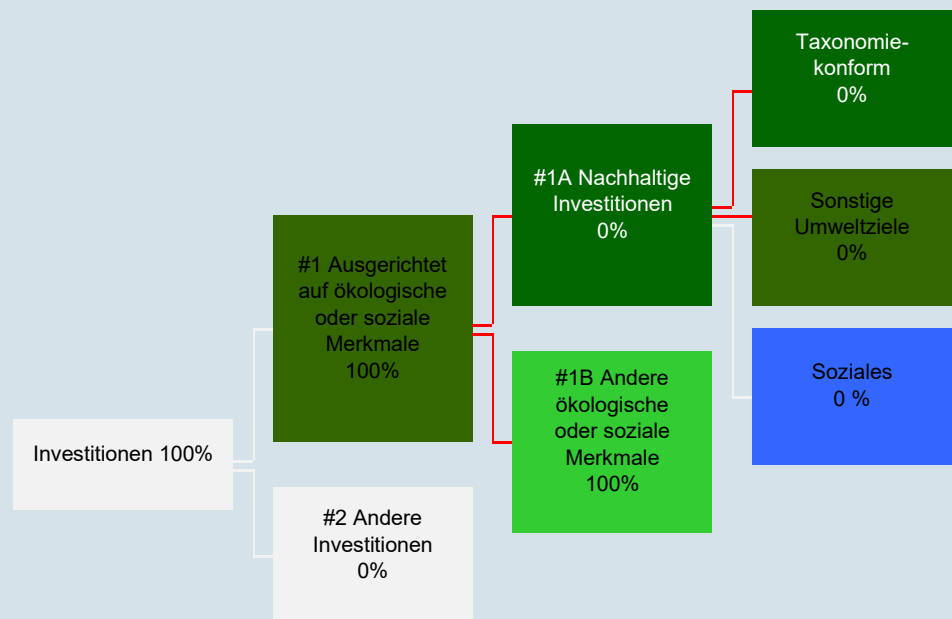 Investitionen 100%
#1 Ausgerichtet
auf ökologische
oder soziale
Merkmale
100%
#2 Andere
Investitionen
0%
#1A Nachhaltige
Investitionen
0%
#1B Andere
ökologische
oder soziale
Merkmale
100%
Taxonomie-
konform
0%
Sonstige
Umweltziele
0%
Soziales
0 %